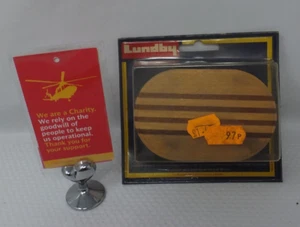 Lundby
We are a Charity.
We rely on the
goodwill of
people to keep
us operational.
Thank you for
your support.
97P